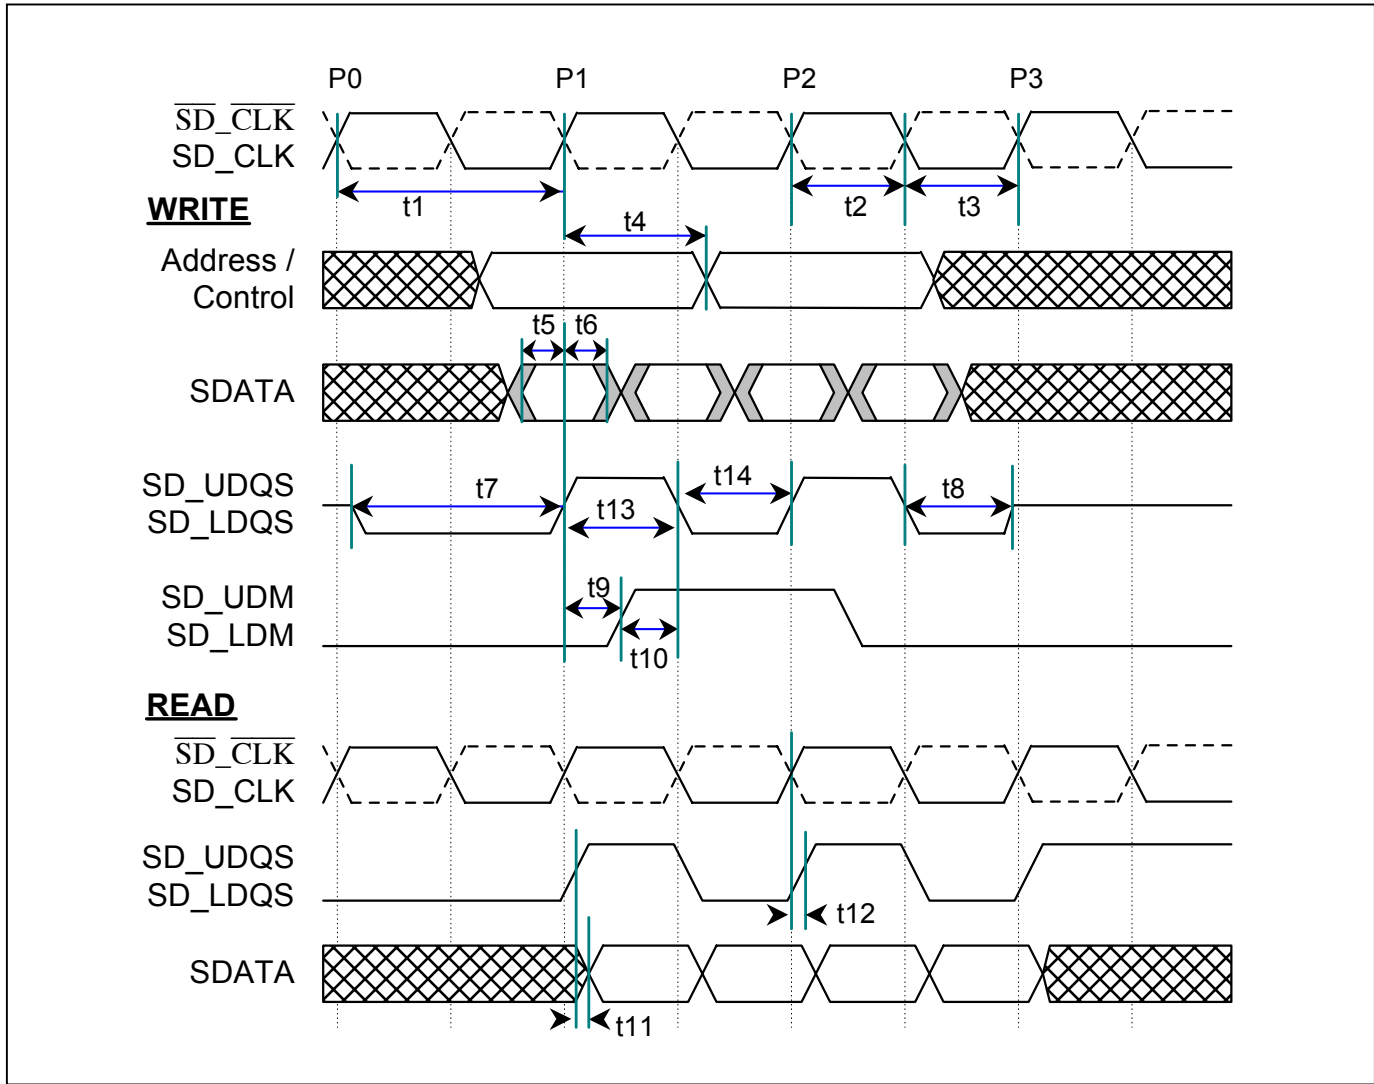 P0 P1 P2 P3
SD_CLK
SD_CLK
t1 t2 t3
WRITE
t4
Address /
Control
t5 t6
SDATA
SD_UDQS
t7 t14 t8
SD_LDQS
t13
SD_UDM
t9
SD_LDM
t10
READ
SD_CLK
SD_CLK
SD_UDQS
SD_LDQS
t12
SDATA
t11